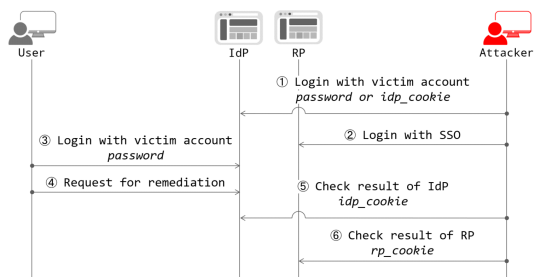 User
IdP
RP
Attacker
① Login with victim account
password or idp_cookie
② Login with SSO
③ Login with victim account
password
④ Request for remediation
⑤ Check result of IdP
idp_cookie
⑥ Check result of RP
rp_cookie